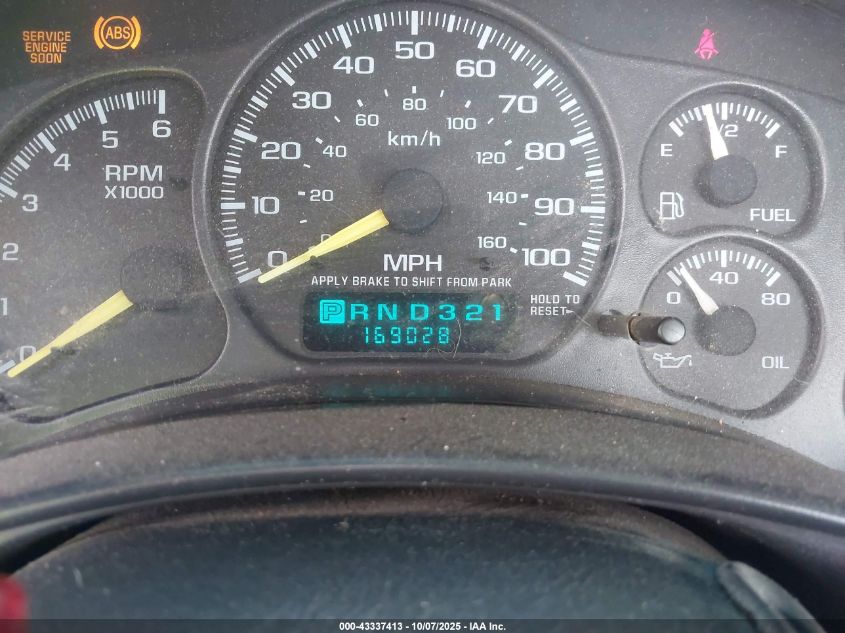 SERVICE
ENGINE
SOON
ABS
0
1
2
3
4
5
6
RPM
X1000
0
10
20
30
40
50
60
70
80
90
100
0
20
40
60
80
100
120
140
160
km/h
MPH
APPLY BRAKE TO SHIFT FROM PARK
PRND321
169028
HOLD TO
RESET
E
1/2
F
FUEL
0
40
80
OIL
000-43337413 - 10/07/2025 - IAA Inc.